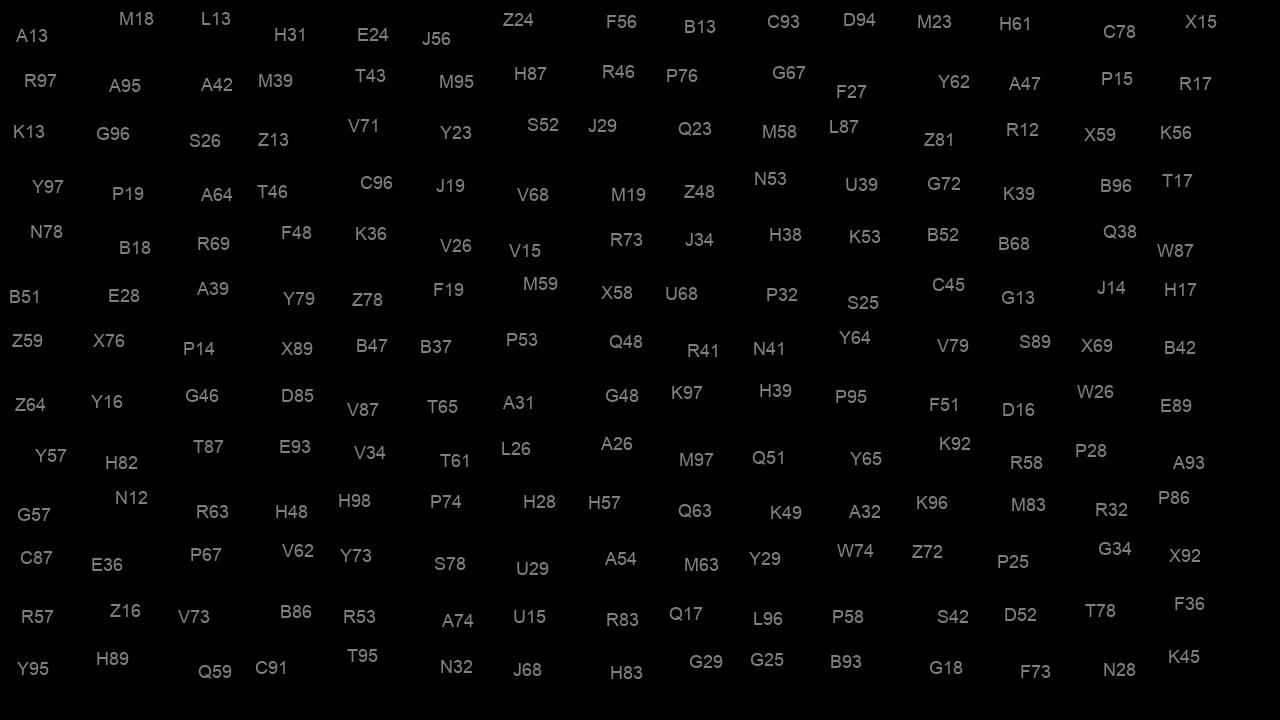 A13 M18 L13 H31 E24 J56 Z24 F56 B13 C93 D94 M23 H61 C78 X15
R97 A95 A42 M39 T43 M95 H87 R46 P76 G67 F27 Y62 A47 P15 R17
K13 G96 S26 Z13 V71 Y23 S52 J29 Q23 M58 L87 Z81 R12 X59 K56
Y97 P19 A64 T46 C96 J19 V68 M19 Z48 N53 U39 G72 K39 B96 T17
N78 B18 R69 F48 K36 V26 V15 R73 J34 H38 K53 B52 B68 Q38 W87
B51 E28 A39 Y79 Z78 F19 M59 X58 U68 P32 S25 C45 G13 J14 H17
Z59 X76 P14 X89 B47 B37 P53 Q48 R41 N41 Y64 V79 S89 X69 B42
Z64 Y16 G46 D85 V87 T65 A31 G48 K97 H39 P95 F51 D16 W26 E89
Y57 H82 T87 E93 V34 T61 L26 A26 M97 Q51 Y65 K92 R58 P28 A93
G57 N12 R63 H48 H98 P74 H28 H57 Q63 K49 A32 K96 M83 R32 P86
C87 E36 P67 V62 Y73 S78 U29 A54 M63 Y29 W74 Z72 P25 G34 X92
R57 Z16 V73 B86 R53 A74 U15 R83 Q17 L96 P58 S42 D52 T78 F36
Y95 H89 Q59 C91 T95 N32 J68 H83 G29 G25 B93 G18 F73 N28 K45